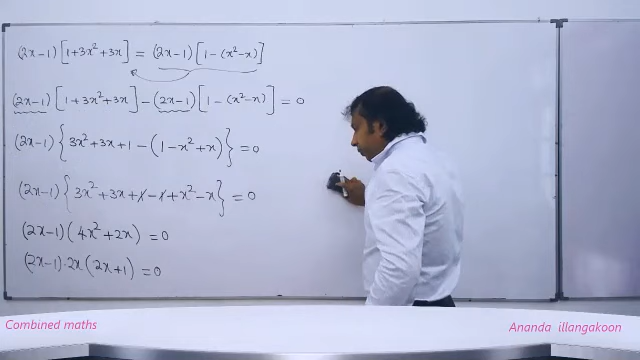 (2x-1)[1+3x²+3x] = (2x-1)[1-(x²-x)]
(2x-1)[1+3x²+3x] - (2x-1)[1-(x²-x)] = 0
(2x-1){3x²+3x+1-(1-x²+x)} = 0
(2x-1){3x²+3x+1-1+x²-x} = 0
(2x-1)(4x²+2x) = 0
(2x-1)·2x(2x+1) = 0
Combined maths
Ananda illangakoon